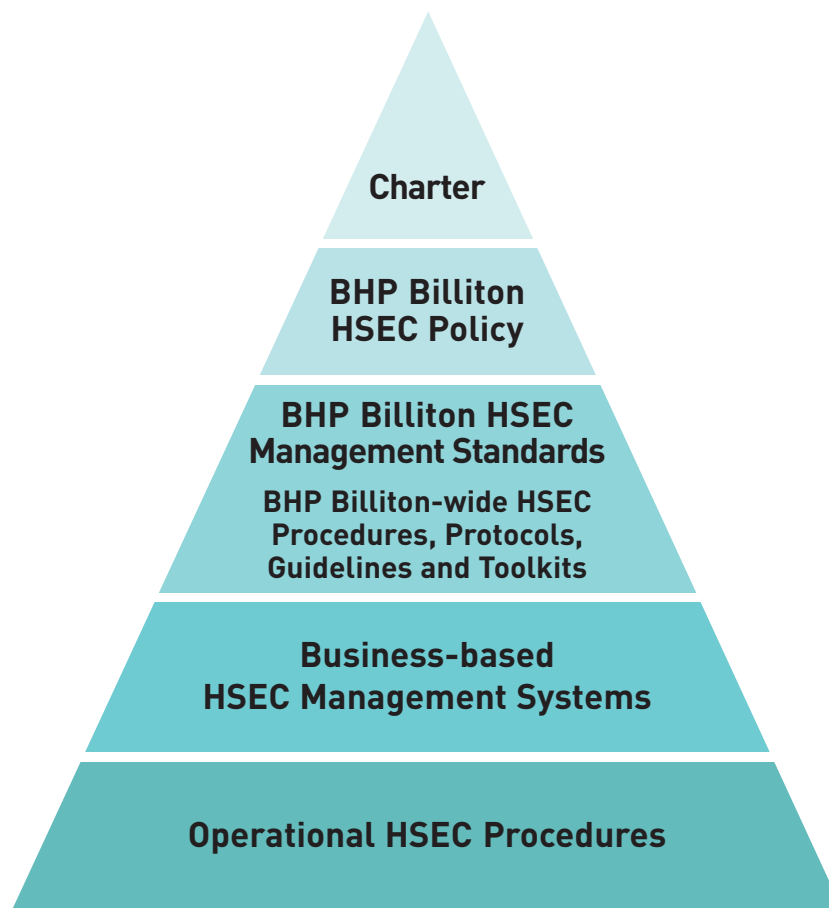 Charter
BHP Billiton
HSEC Policy
BHP Billiton HSEC
Management Standards
BHP Billiton-wide HSEC
Procedures, Protocols,
Guidelines and Toolkits
Business-based
HSEC Management Systems
Operational HSEC Procedures